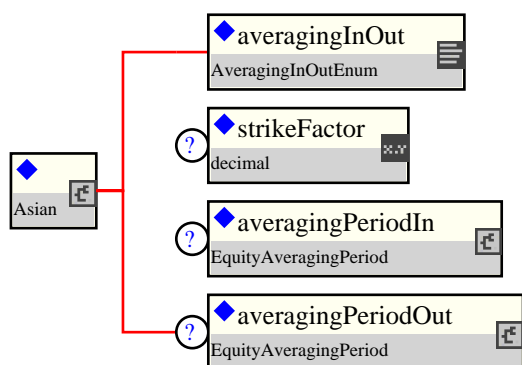 averagingInOut
AveragingInOutEnum
?
strikeFactor
decimal
x.Y
Asian
?
averagingPeriodIn
EquityAveragingPeriod
?
averagingPeriodOut
EquityAveragingPeriod